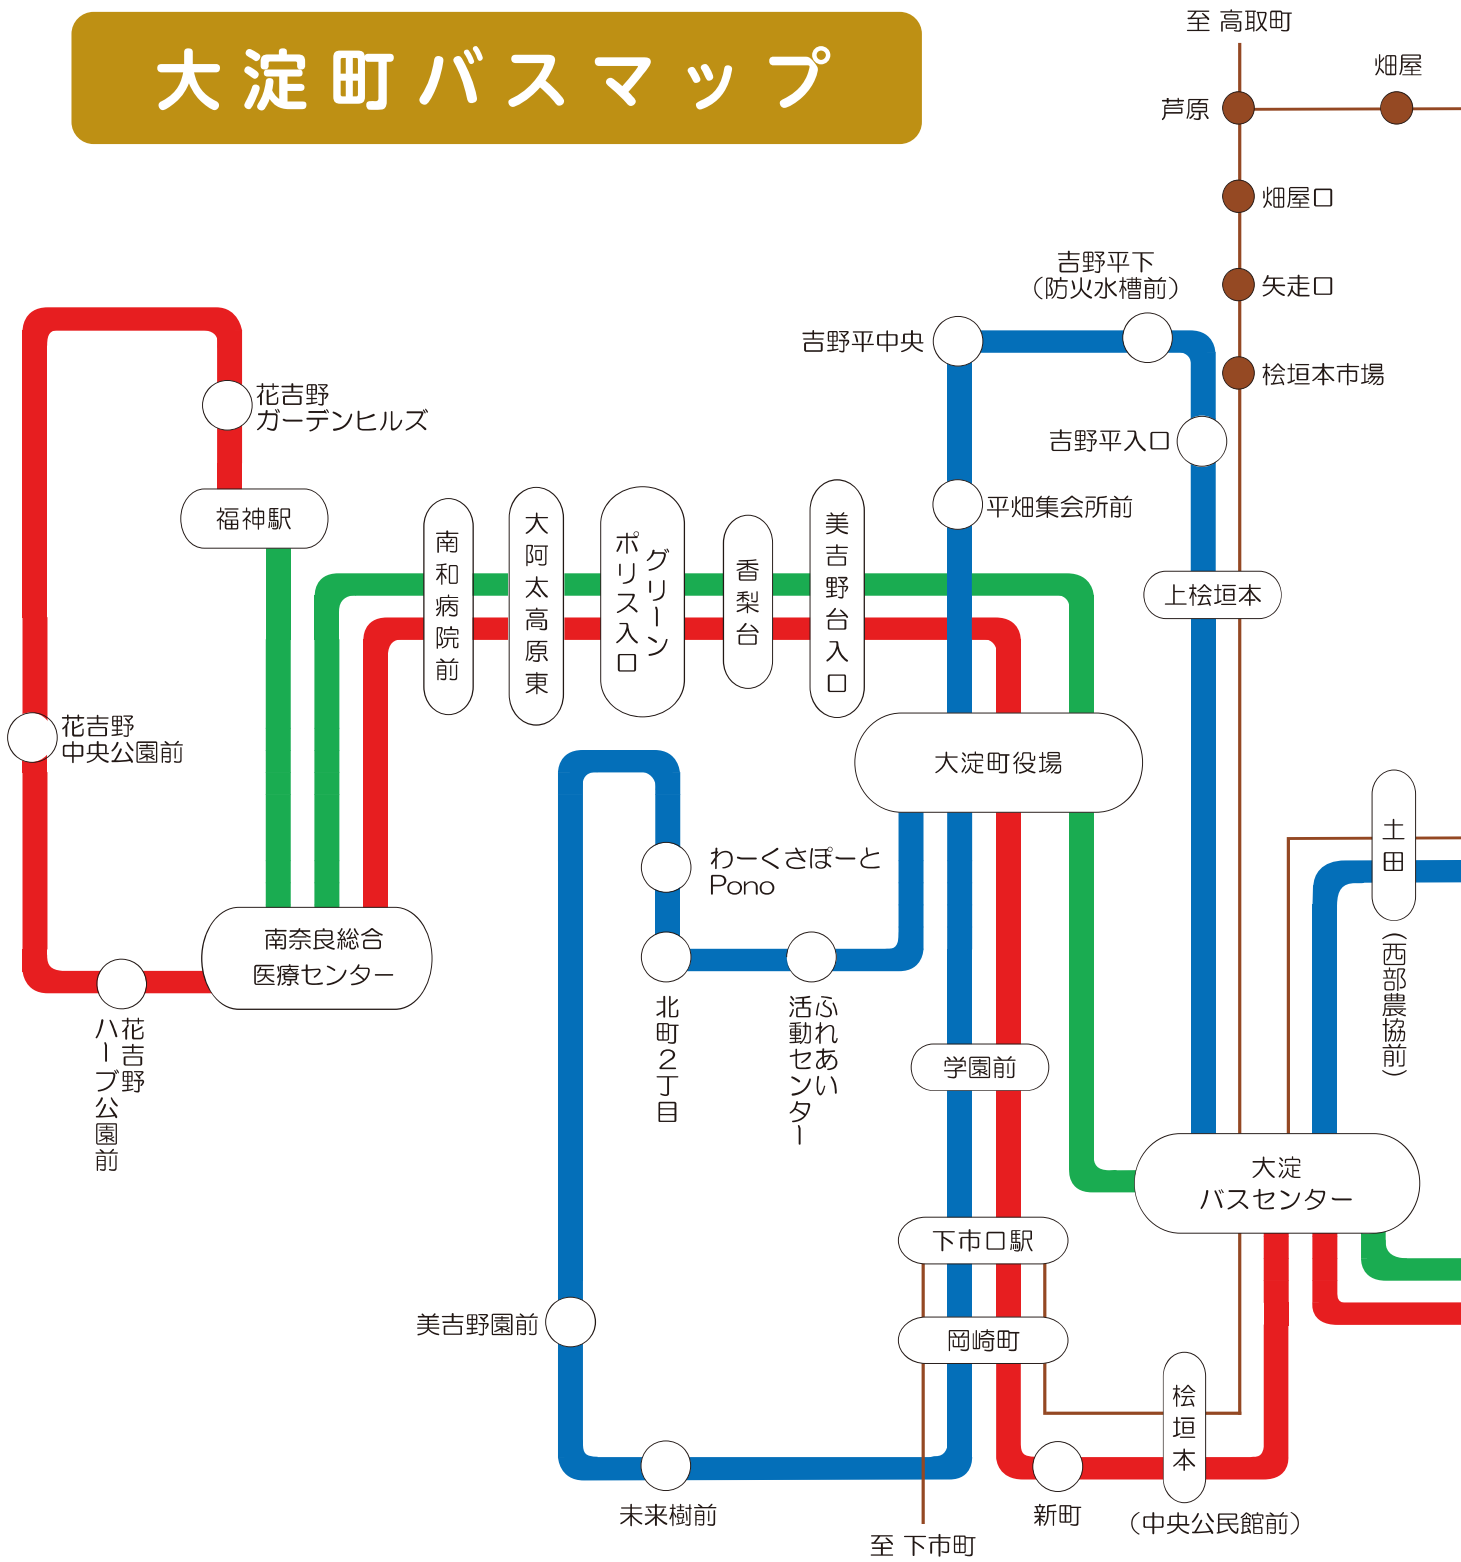 大淀町バスマップ
至 高取町
畑屋
芦原
畑屋口
矢走口
桧垣本市場
吉野平下
（防火水槽前）
吉野平中央
吉野平入口
平畑集会所前
上桧垣本
花吉野
ガーデンヒルズ
福神駅
南和病院前
大阿太高原東
グリーン
ポリス入口
香梨台
美吉野台入口
花吉野
中央公園前
大淀町役場
わーくさぽーと
Pono
土田
（西部農協前）
南奈良総合
医療センター
花吉野
ハーブ公園前
北町２丁目
ふれあい
活動センター
学園前
大淀
バスセンター
下市口駅
美吉野園前
岡崎町
桧垣本
（中央公民館前）
未来樹前
新町
至 下市町